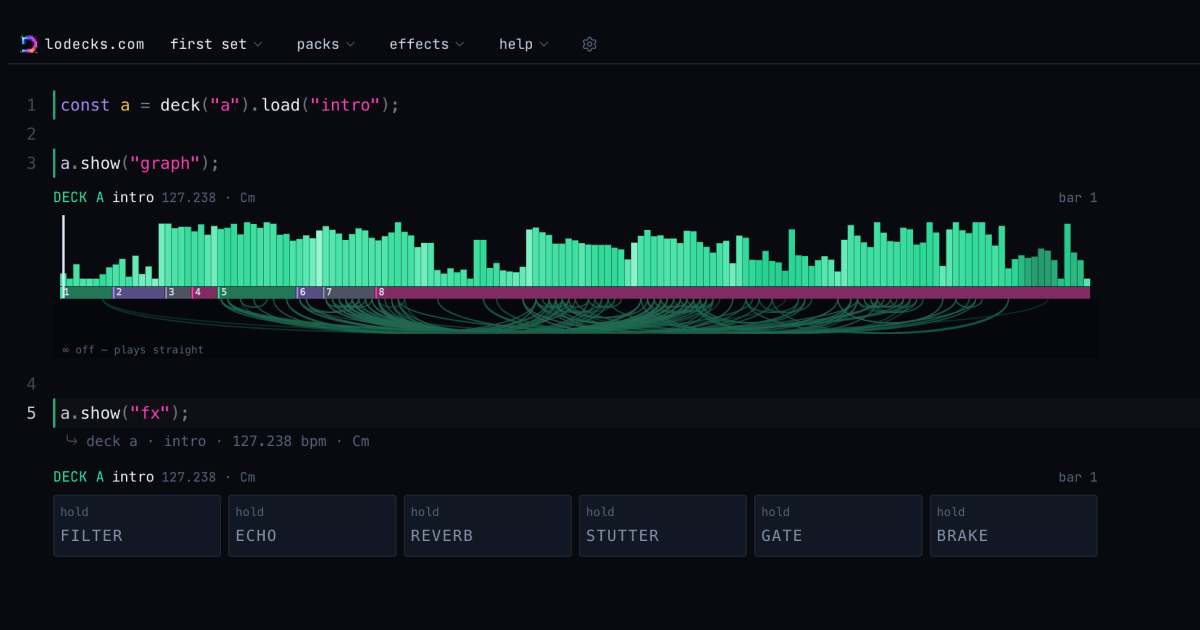 lodecks.com first set packs effects help
1 const a = deck("a").load("intro");
2
3 a.show("graph");
DECK A intro 127.238 · Cm bar 1
1 2 3 4 5 6 7 8
∞ off — plays straight
4
5 a.show("fx");
↳ deck a · intro · 127.238 bpm · Cm
DECK A intro 127.238 · Cm bar 1
hold hold hold hold hold hold
FILTER ECHO REVERB STUTTER GATE BRAKE